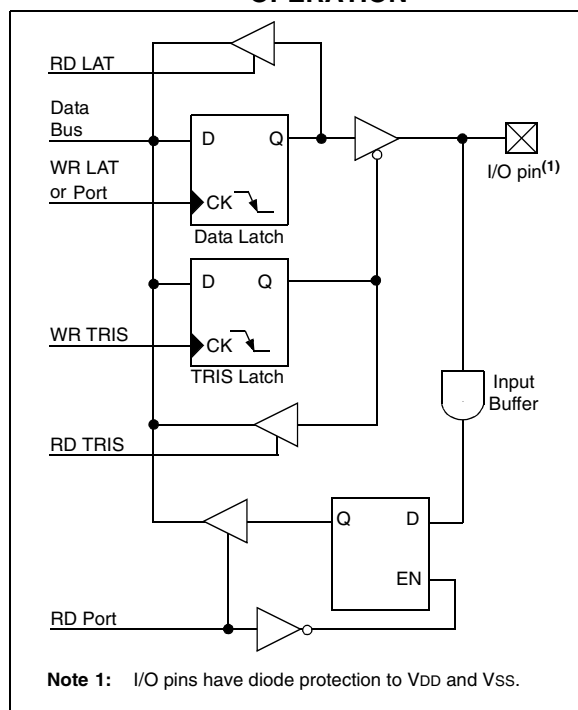 OPERATION
RD LAT
Data
Bus
WR LAT
or Port
D Q
CK
Data Latch
I/O pin(1)
D Q
CK
TRIS Latch
WR TRIS
Input
Buffer
RD TRIS
Q D
EN
RD Port
Note 1: I/O pins have diode protection to VDD and VSS.